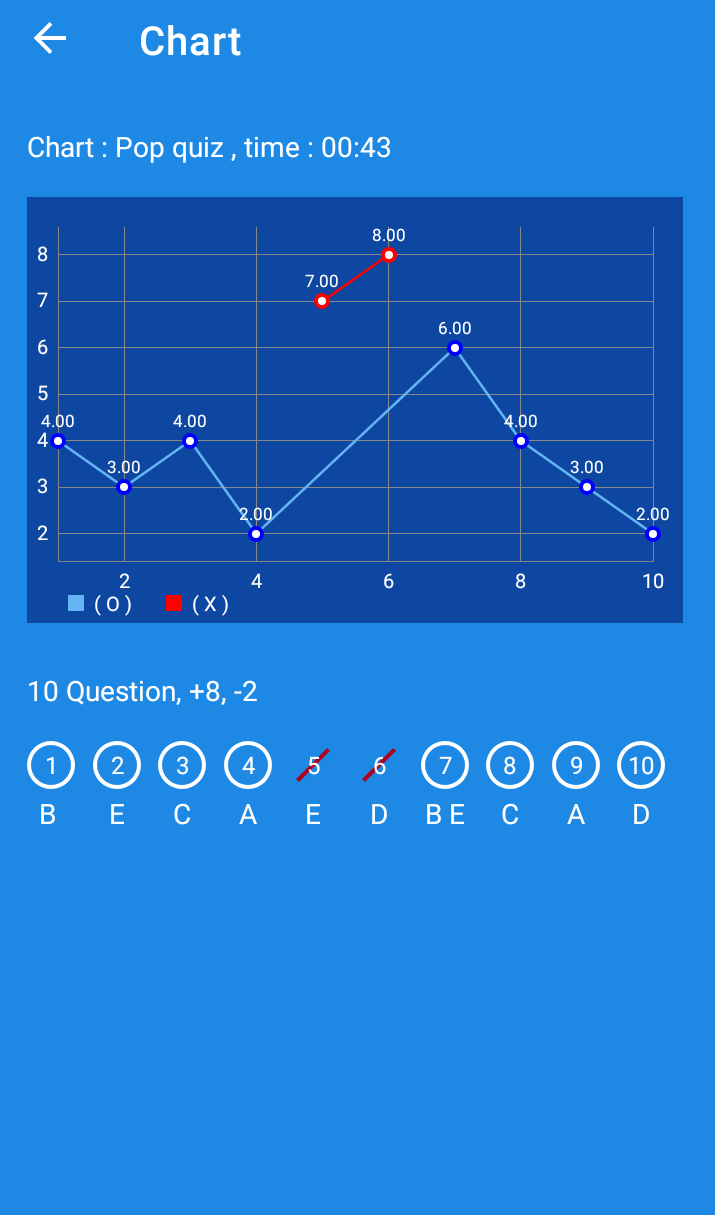 Chart
Chart : Pop quiz , time : 00:43
8.00
8
7.00
7
6.00
6
5
4.00 4.00 4.00
4
3.00 3.00
3
2.00 2.00
2
2 4 6 8 10
( O ) ( X )
10 Question, +8, -2
1 2 3 4 5 6 7 8 9 10
B E C A E D B E C A D